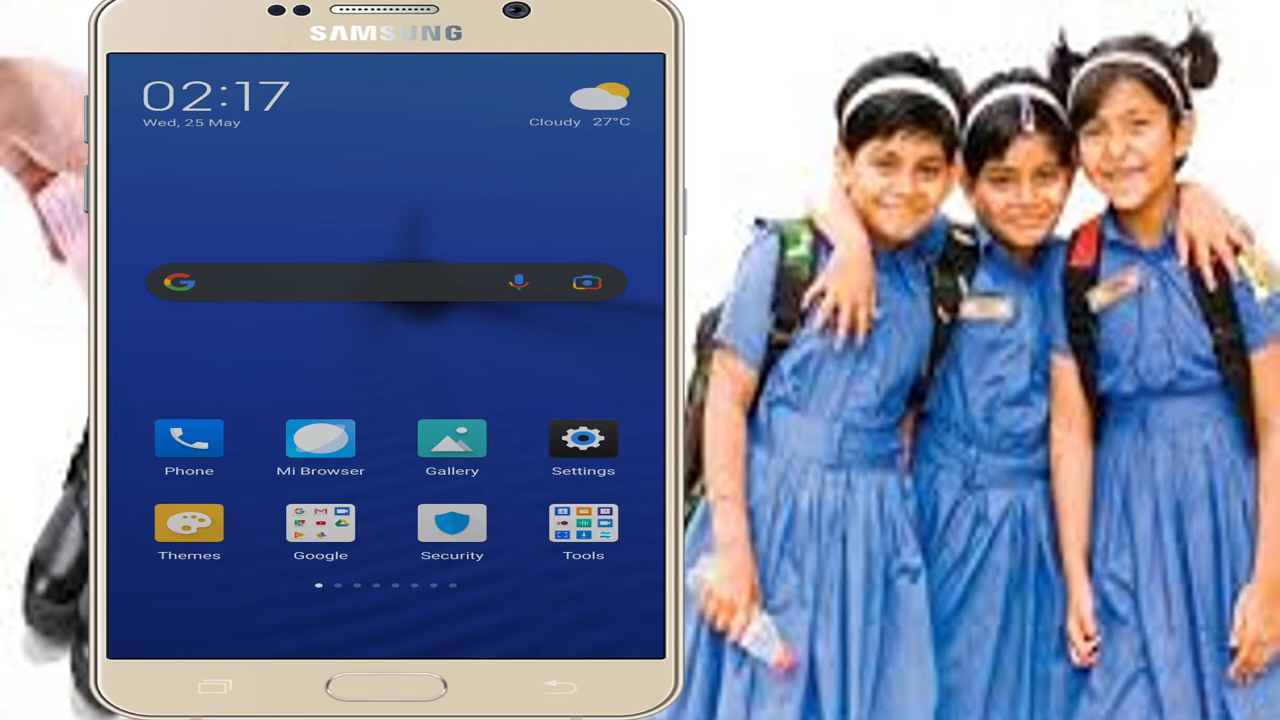 SAMSUNG
02:17
Wed, 25 May
Cloudy 27°C
Phone
Mi Browser
Gallery
Settings
Themes
Google
Security
Tools